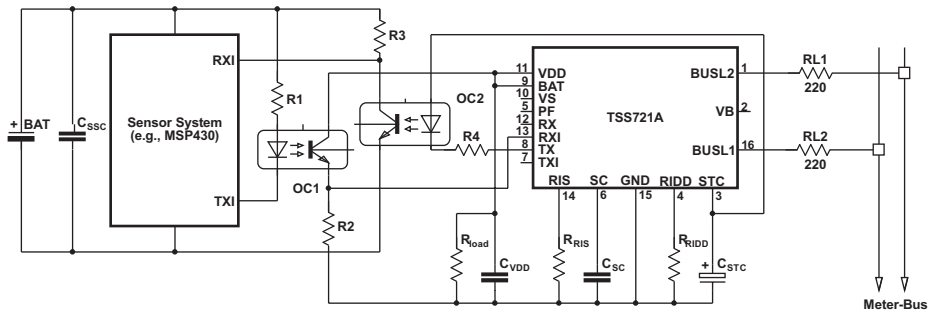 R3
RXI
11
VDD
BUSL2
1
RL1
9
BAT
220
10
VS
R1
OC2
5
PF
TSS721A
VB
2
+
BAT
CSSC
Sensor System
(e.g., MSP430)
12
RX
13
RXI
R4
8
TX
BUSL1
16
RL2
7
TXI
220
OC1
RIS
SC
GND
RIDD
STC
14
6
15
4
3
TXI
R2
Rload
RRIS
RRIDD
CVDD
CSC
+
CSTC
Meter-Bus